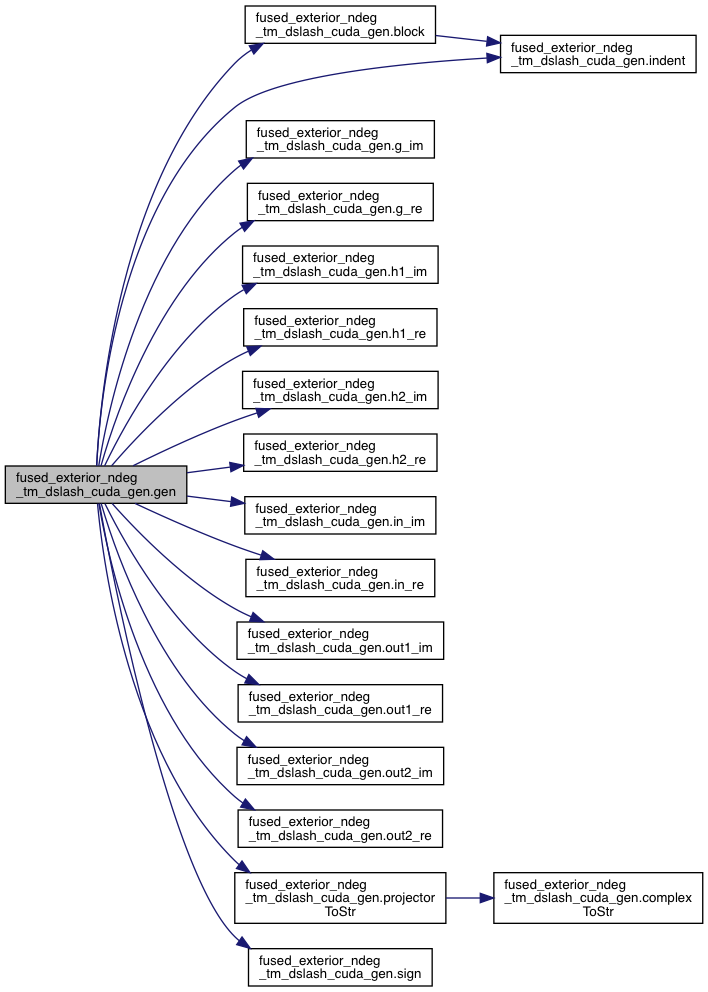 fused_exterior_ndeg
_tm_dslash_cuda_gen.block
fused_exterior_ndeg
_tm_dslash_cuda_gen.indent
fused_exterior_ndeg
_tm_dslash_cuda_gen.g_im
fused_exterior_ndeg
_tm_dslash_cuda_gen.g_re
fused_exterior_ndeg
_tm_dslash_cuda_gen.h1_im
fused_exterior_ndeg
_tm_dslash_cuda_gen.h1_re
fused_exterior_ndeg
_tm_dslash_cuda_gen.h2_im
fused_exterior_ndeg
_tm_dslash_cuda_gen.h2_re
fused_exterior_ndeg
_tm_dslash_cuda_gen.gen
fused_exterior_ndeg
_tm_dslash_cuda_gen.in_im
fused_exterior_ndeg
_tm_dslash_cuda_gen.in_re
fused_exterior_ndeg
_tm_dslash_cuda_gen.out1_im
fused_exterior_ndeg
_tm_dslash_cuda_gen.out1_re
fused_exterior_ndeg
_tm_dslash_cuda_gen.out2_im
fused_exterior_ndeg
_tm_dslash_cuda_gen.out2_re
fused_exterior_ndeg
_tm_dslash_cuda_gen.projector
ToStr
fused_exterior_ndeg
_tm_dslash_cuda_gen.complex
ToStr
fused_exterior_ndeg
_tm_dslash_cuda_gen.sign